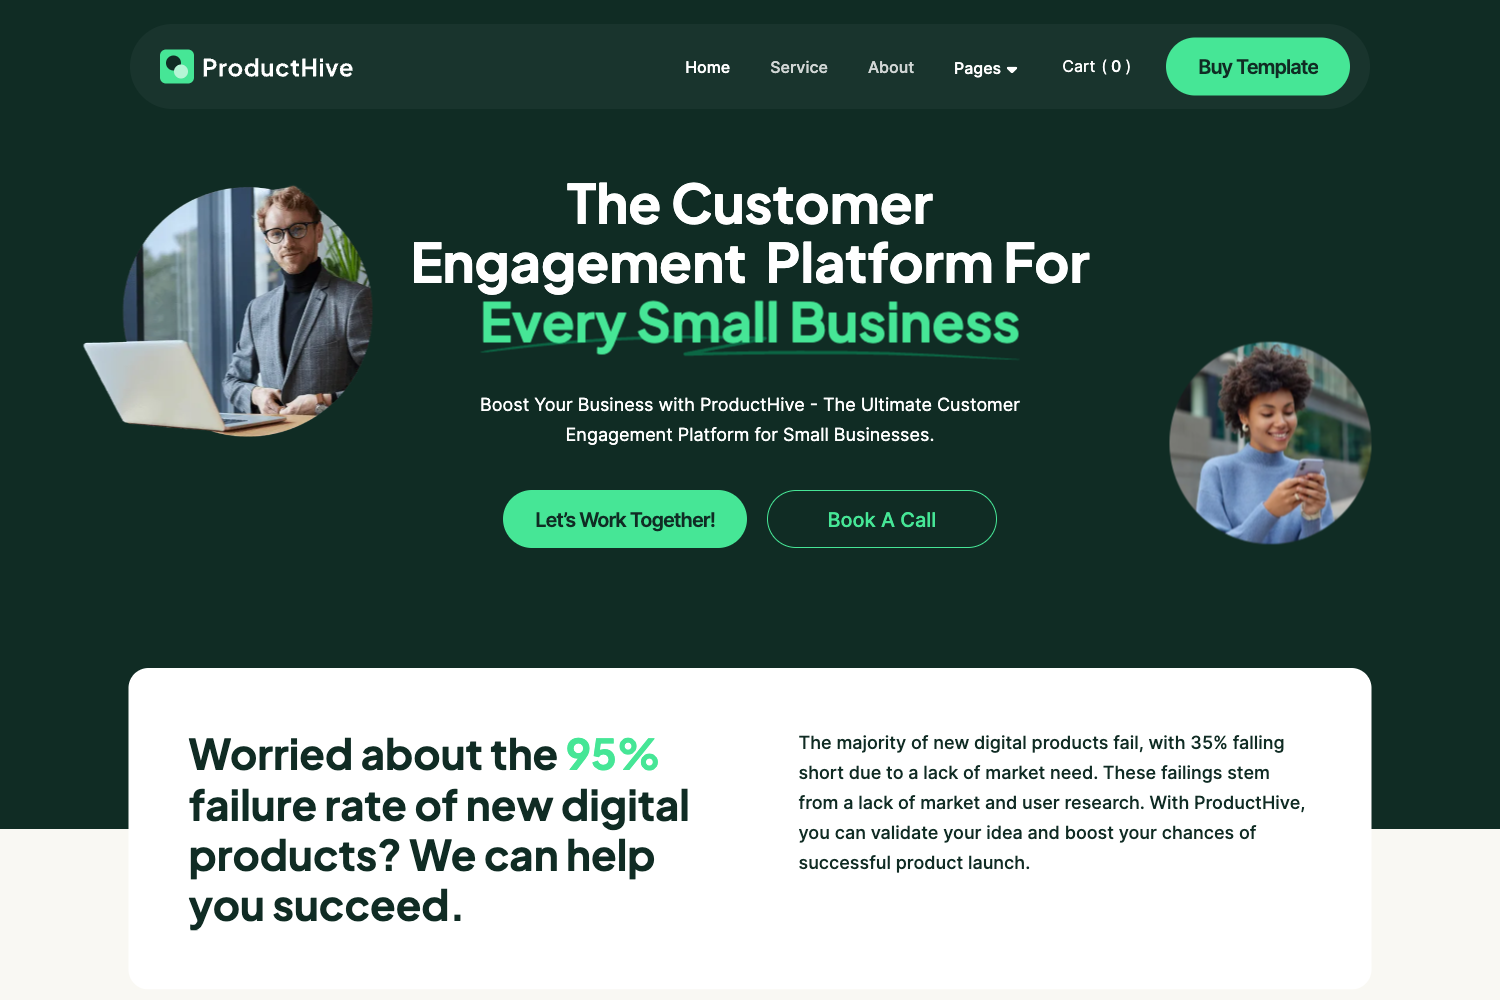 ProductHive
Home
Service
About
Pages
Cart ( 0 )
Buy Template
The Customer
Engagement Platform For
Every Small Business
Boost Your Business with ProductHive - The Ultimate Customer
Engagement Platform for Small Businesses.
Let’s Work Together!
Book A Call
Worried about the 95%
failure rate of new digital
products? We can help
you succeed.
The majority of new digital products fail, with 35% falling
short due to a lack of market need. These failings stem
from a lack of market and user research. With ProductHive,
you can validate your idea and boost your chances of
successful product launch.